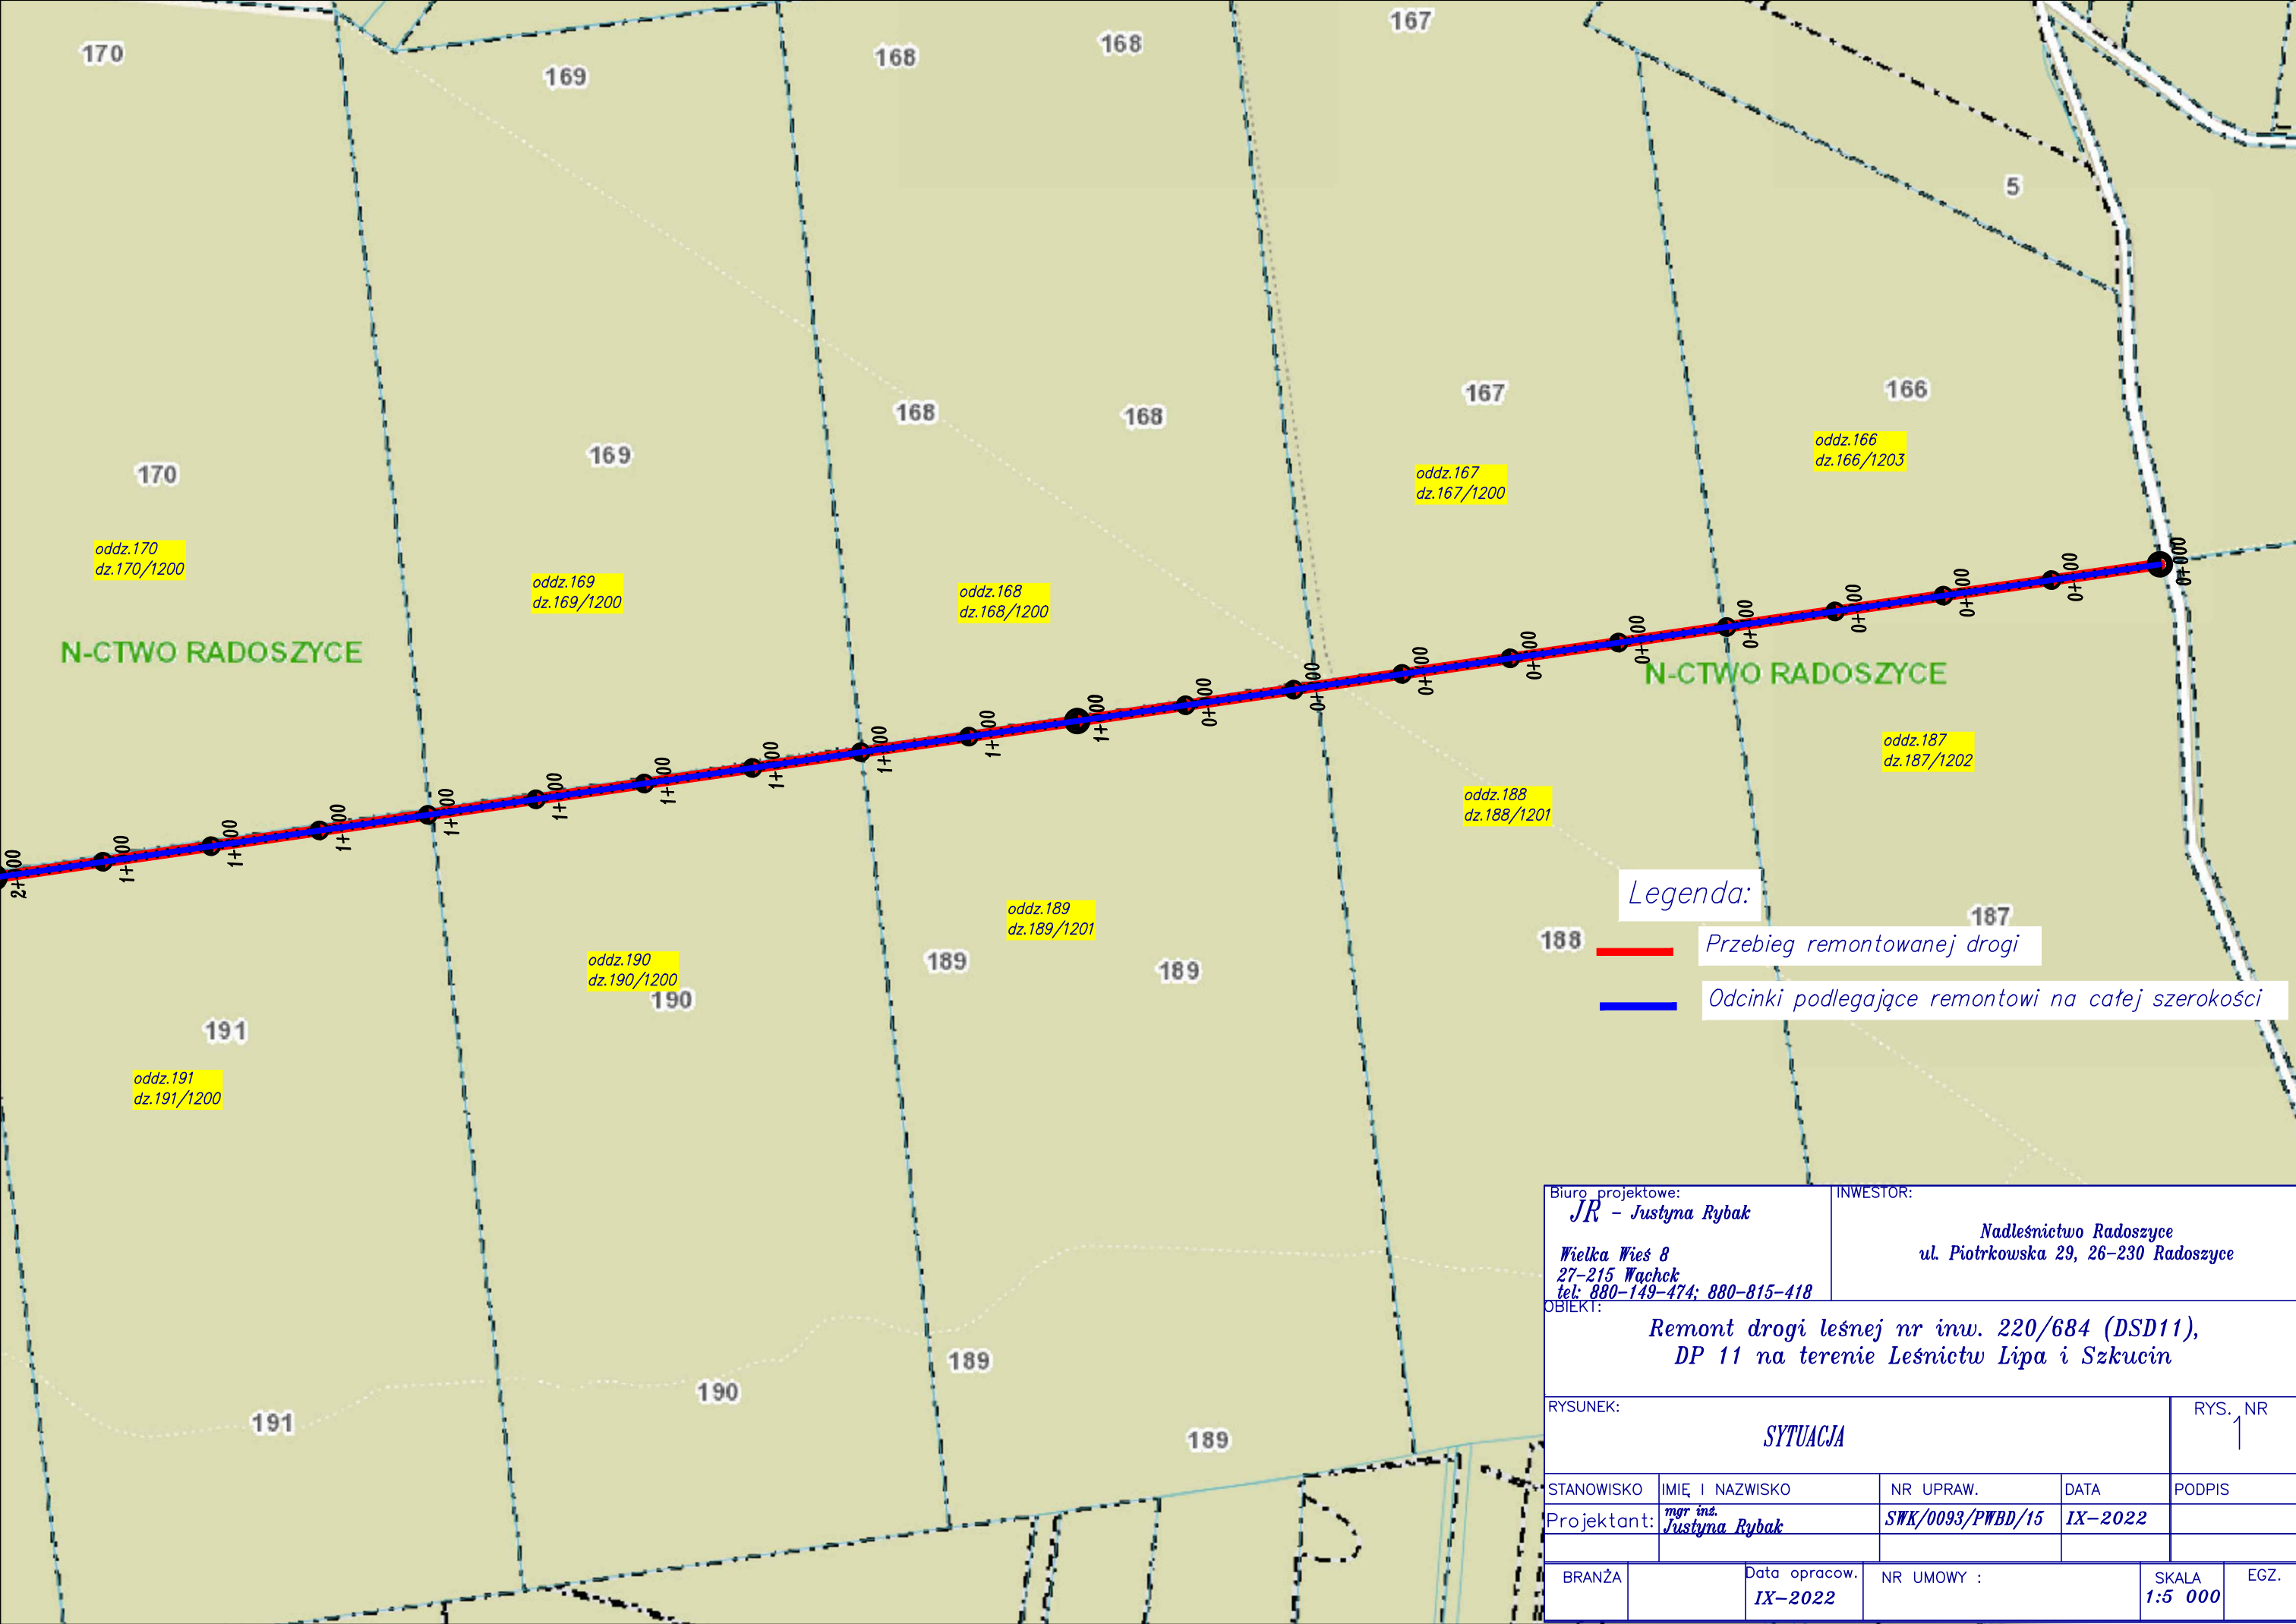 170
169
168
168
167
5
170
169
168
168
167
166
oddz.166
dz.166/1203
oddz.167
dz.167/1200
oddz.170
dz.170/1200
oddz.169
dz.169/1200
oddz.168
dz.168/1200
N-CTWO RADOSZYCE
N-CTWO RADOSZYCE
0+000
oddz.187
dz.187/1202
oddz.188
dz.188/1201
oddz.189
dz.189/1201
oddz.190
dz.190/1200
oddz.191
dz.191/1200
191
190
189
189
188
187
191
190
189
189
Legenda:
Przebieg remontowanej drogi
Odcinki podlegające remontowi na całej szerokości
Biuro projektowe:
JR - Justyna Rybak
Wielka Wieś 8
27-215 Wąchck
tel: 880-149-474; 880-815-418
INWESTOR:
Nadleśnictwo Radoszyce
ul. Piotrkowska 29, 26-230 Radoszyce
OBIEKT:
Remont drogi leśnej nr inw. 220/684 (DSD11),
DP 11 na terenie Leśnictw Lipa i Szkucin
RYSUNEK:
SYTUACJA
RYS. NR
1
STANOWISKO IMIĘ I NAZWISKO NR UPRAW. DATA PODPIS
Projektant: mgr inż. Justyna Rybak SWK/0093/PWBD/15 IX-2022
BRANŻA
Data opracow.
IX-2022
NR UMOWY :
SKALA
1:5 000
EGZ.